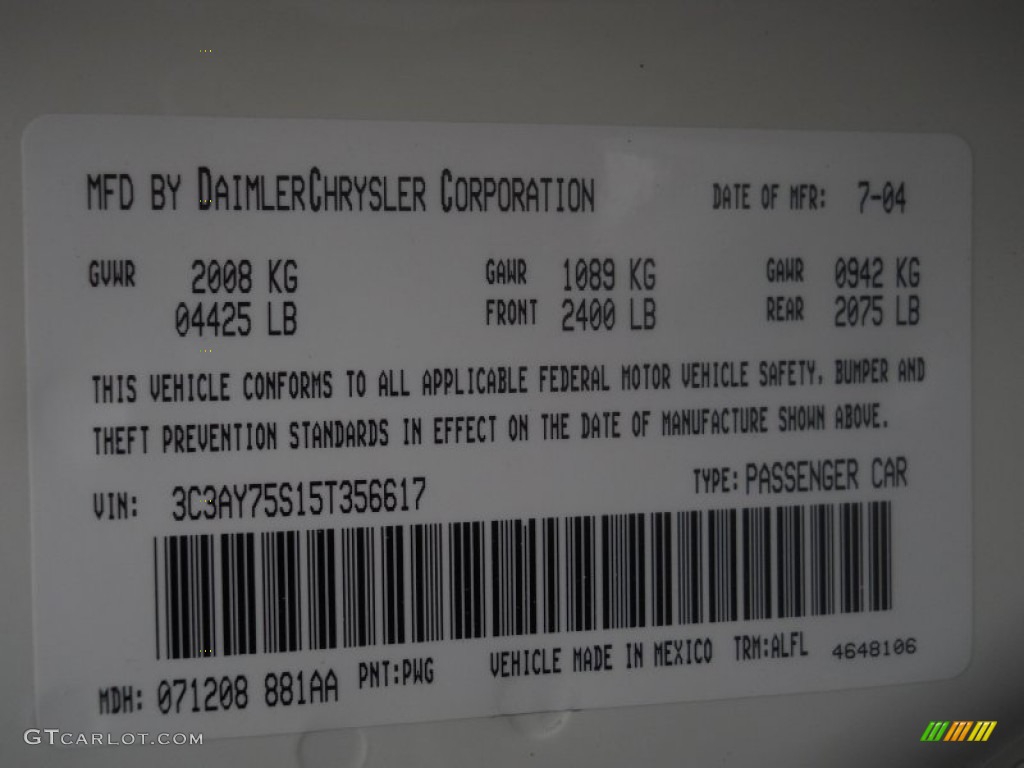 MFD BY DAIMLERCHRYSLER CORPORATION DATE OF MFR: 7-04
GVWR 2008 KG GAWR 1089 KG GAWR 0942 KG
04425 LB FRONT 2400 LB REAR 2075 LB
THIS VEHICLE CONFORMS TO ALL APPLICABLE FEDERAL MOTOR VEHICLE SAFETY, BUMPER AND
THEFT PREVENTION STANDARDS IN EFFECT ON THE DATE OF MANUFACTURE SHOWN ABOVE.
VIN: 3C3AY75S15T356617 TYPE: PASSENGER CAR
MDH: 071208 881AA PNT:PWG VEHICLE MADE IN MEXICO TRM:ALFL 4648106
GTCARLOT.COM